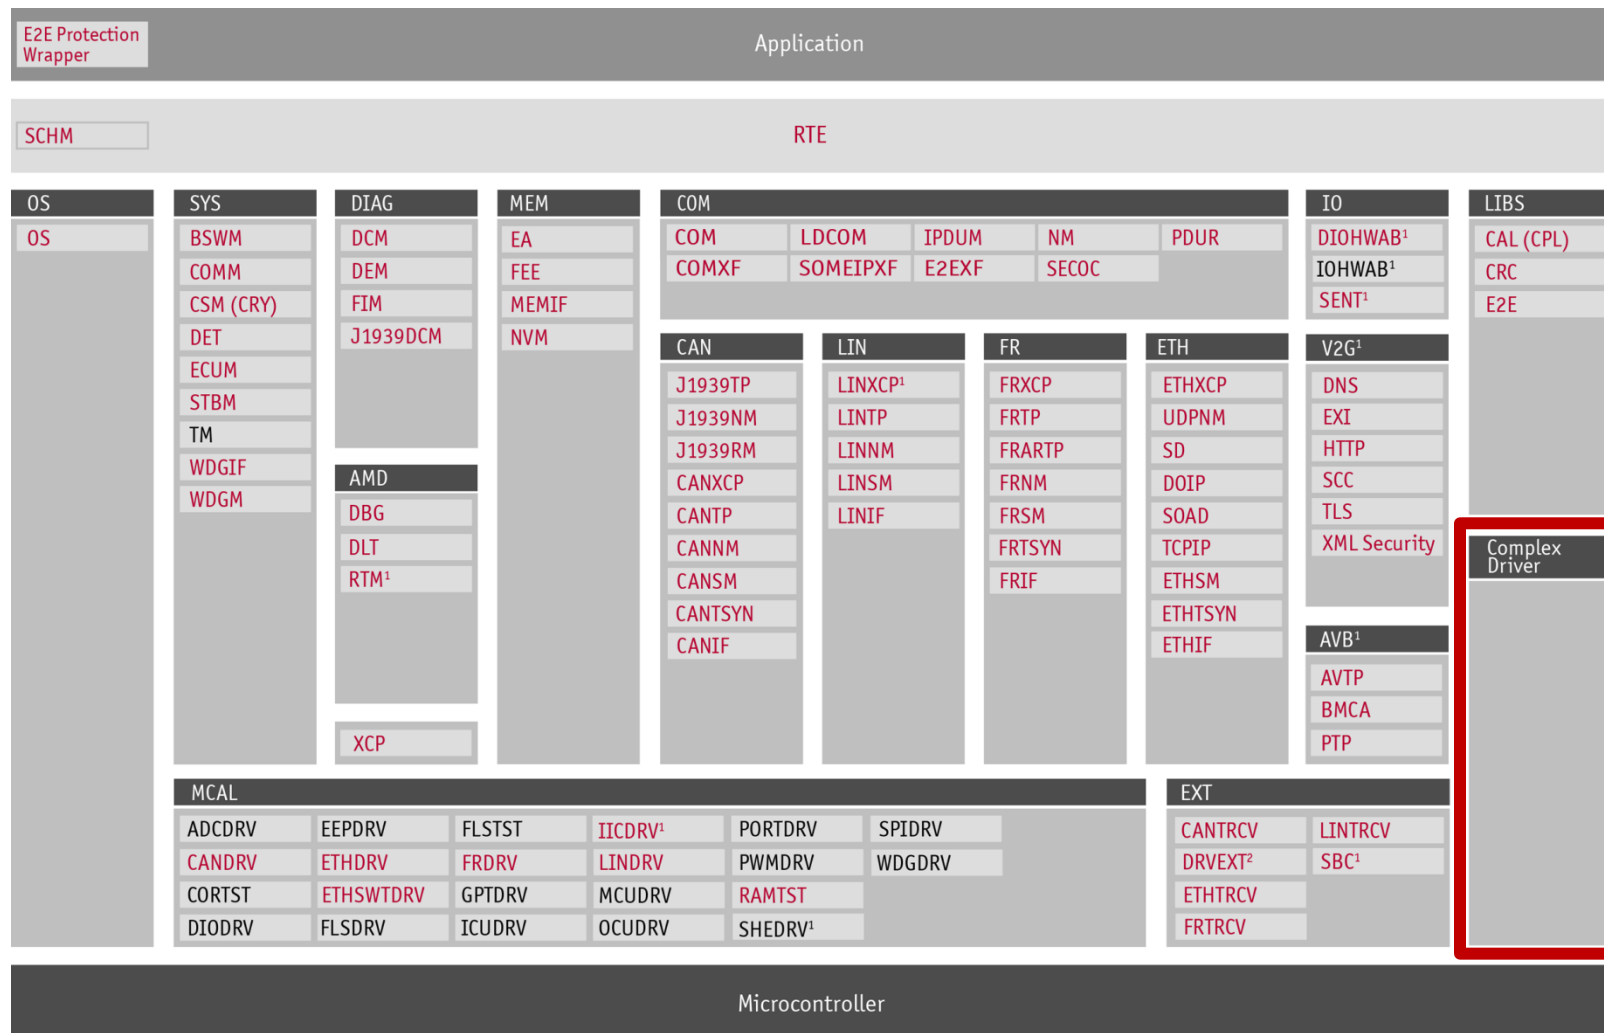 E2E Protection
Wrapper
Application
SCHM
RTE
OS
OS
SYS
BSWM
COMM
CSM (CRY)
DET
ECUM
STBM
TM
WDGIF
WDGM
DIAG
DCM
DEM
FIM
J1939DCM
AMD
DBG
DLT
RTM¹
XCP
MEM
EA
FEE
MEMIF
NVM
COM
COM LDCOM IPDUM NM PDUR
COMXF SOMEIPXF E2EXF SECOC
CAN
J1939TP
J1939NM
J1939RM
CANXCP
CANTP
CANNM
CANSM
CANTSYN
CANIF
LIN
LINXCP¹
LINTP
LINNM
LINSM
LINIF
FR
FRXCP
FRTP
FRARTP
FRNM
FRSM
FRTSYN
FRIF
ETH
ETHXCP
UDPNM
SD
DOIP
SOAD
TCPIP
ETHSM
ETHTSYN
ETHIF
IO
DIOHWAB¹
IOHWAB¹
SENT¹
V2G¹
DNS
EXI
HTTP
SCC
TLS
XML Security
AVB¹
AVTP
BMCA
PTP
LIBS
CAL (CPL)
CRC
E2E
Complex
Driver
MCAL
ADCDRV EEPDRV FLSTST IICDRV¹ PORTDRV SPIDRV
CANDRV ETHDRV FRDRV LINDRV PWMDRV WDGDRV
CORTST ETHSWTDRV GPTDRV MCUDRV RAMTST
DIODRV FLSDRV ICUDRV OCUDRV SHEDRV¹
EXT
CANTRCV LINTRCV
DRVEXT² SBC¹
ETHTRCV
FRTRCV
Microcontroller